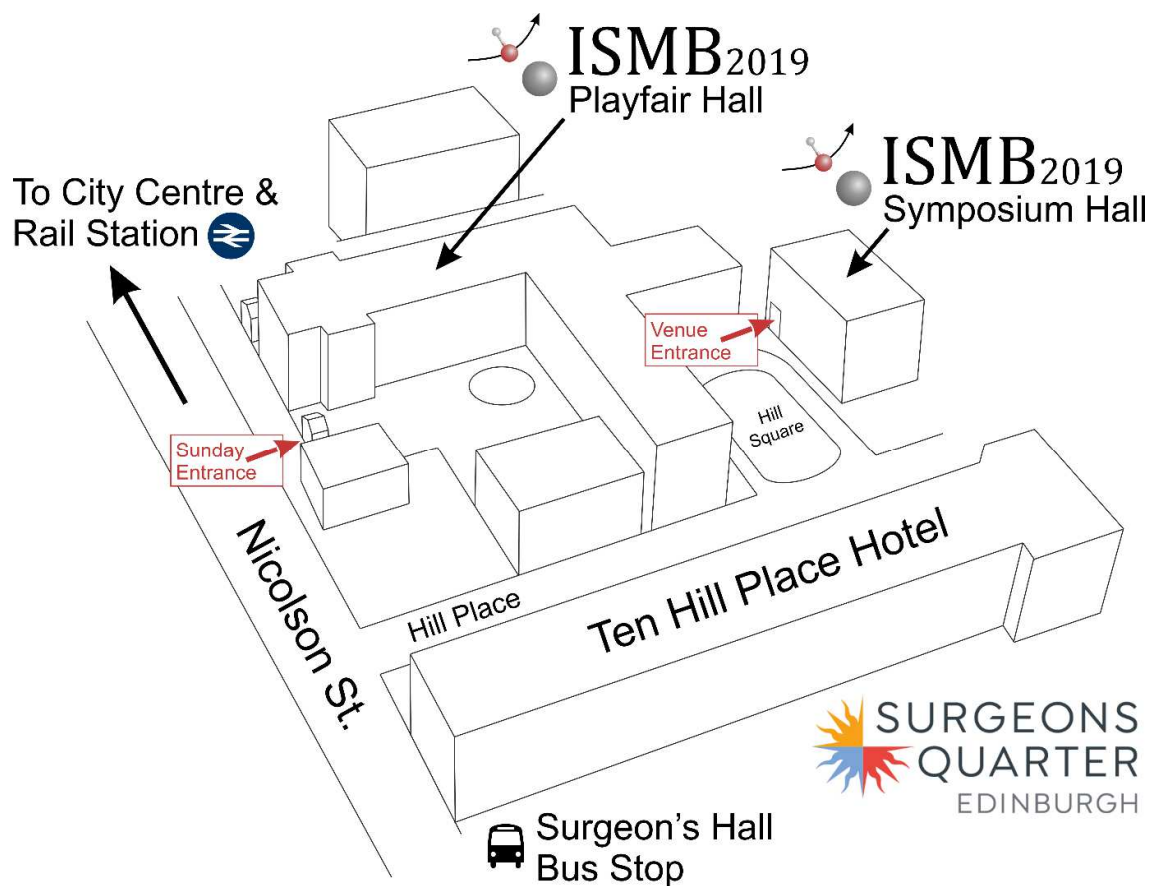 ISMB2019
Playfair Hall
ISMB2019
Symposium Hall
To City Centre &
Rail Station
Venue
Entrance
Hill
Square
Sunday
Entrance
Nicolson St.
Hill Place
Ten Hill Place Hotel
SURGEONS
QUARTER
EDINBURGH
Surgeon's Hall
Bus Stop